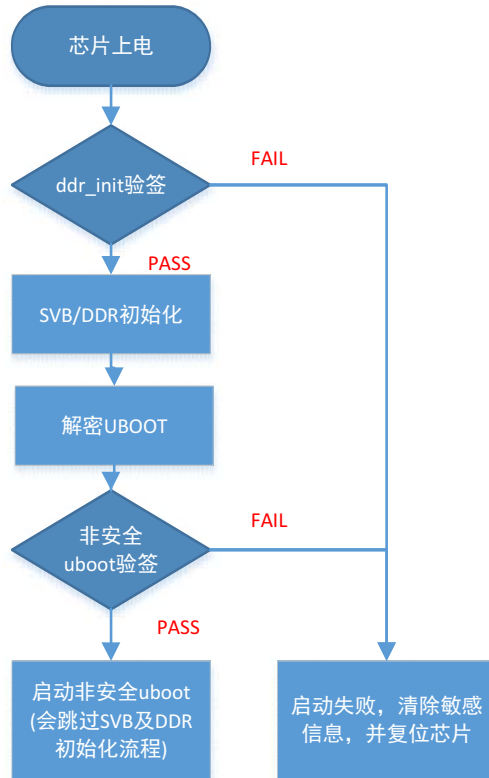 芯片上电
ddr_init验签
FAIL
PASS
SVB/DDR初始化
解密UBOOT
非安全
uboot验签
FAIL
PASS
启动非安全uboot
(会跳过SVB及DDR
初始化流程)
启动失败，清除敏感
信息，并复位芯片